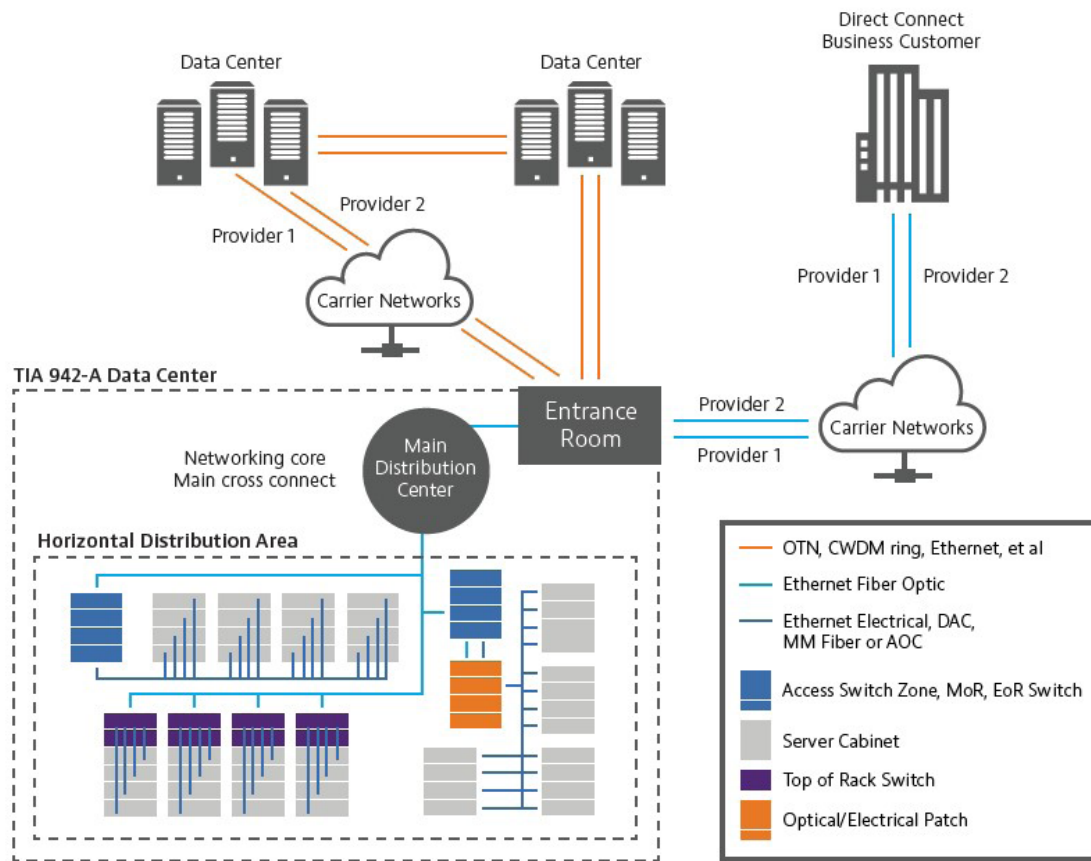 Data Center
Data Center
Direct Connect
Business Customer
Provider 2
Provider 1
Carrier Networks
Provider 1
Provider 2
TIA 942-A Data Center
Entrance
Room
Provider 2
Provider 1
Carrier Networks
Main
Distribution
Center
Networking core
Main cross connect
Horizontal Distribution Area
OTN, CWDM ring, Ethernet, et al
Ethernet Fiber Optic
Ethernet Electrical, DAC,
MM Fiber or AOC
Access Switch Zone, MoR, EoR Switch
Server Cabinet
Top of Rack Switch
Optical/Electrical Patch